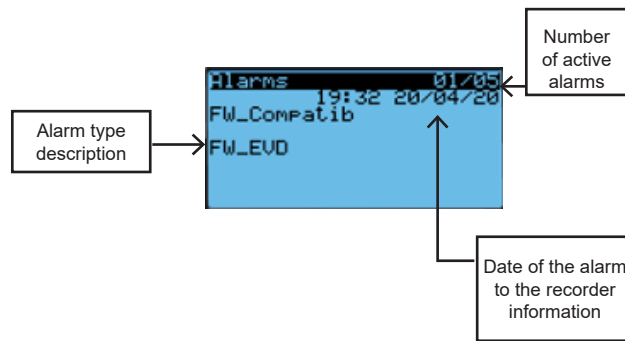 Number
of active
alarms
Alarms 01/05
19:32 20/04/20
FW_Compatib
Alarm type
description
FW_EVD
Date of the alarm
to the recorder
information